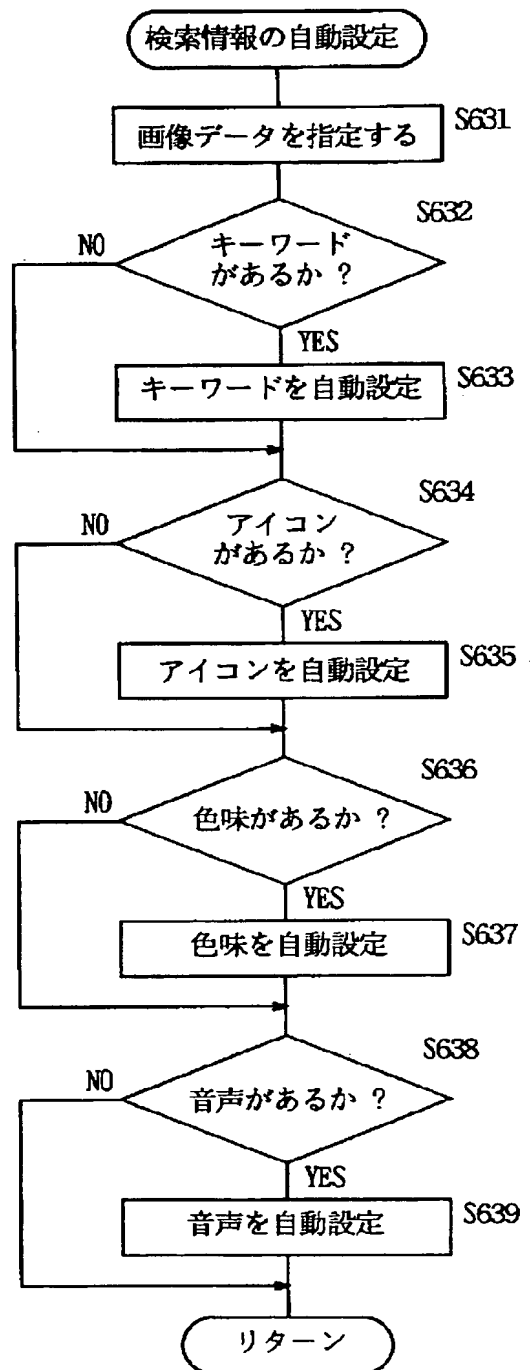 検索情報の自動設定
画像データを指定する
S631
S632
NO
キーワード
があるか ?
YES
キーワードを自動設定
S633
S634
NO
アイコン
があるか ?
YES
アイコンを自動設定
S635
S636
NO
色味があるか ?
YES
色味を自動設定
S637
S638
NO
音声があるか ?
YES
音声を自動設定
S639
リターン